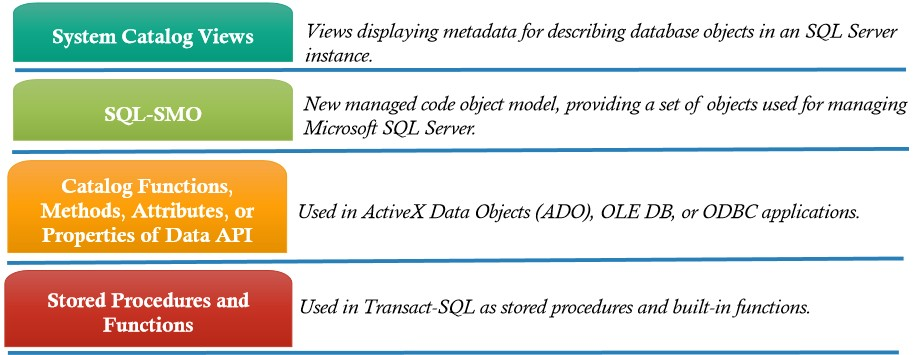 System Catalog Views
Views displaying metadata for describing database objects in an SQL Server
instance.
SQL-SMO
New managed code object model, providing a set of objects used for managing
Microsoft SQL Server.
Catalog Functions,
Methods, Attributes, or
Properties of Data API
Used in ActiveX Data Objects (ADO), OLE DB, or ODBC applications.
Stored Procedures and
Functions
Used in Transact-SQL as stored procedures and built-in functions.